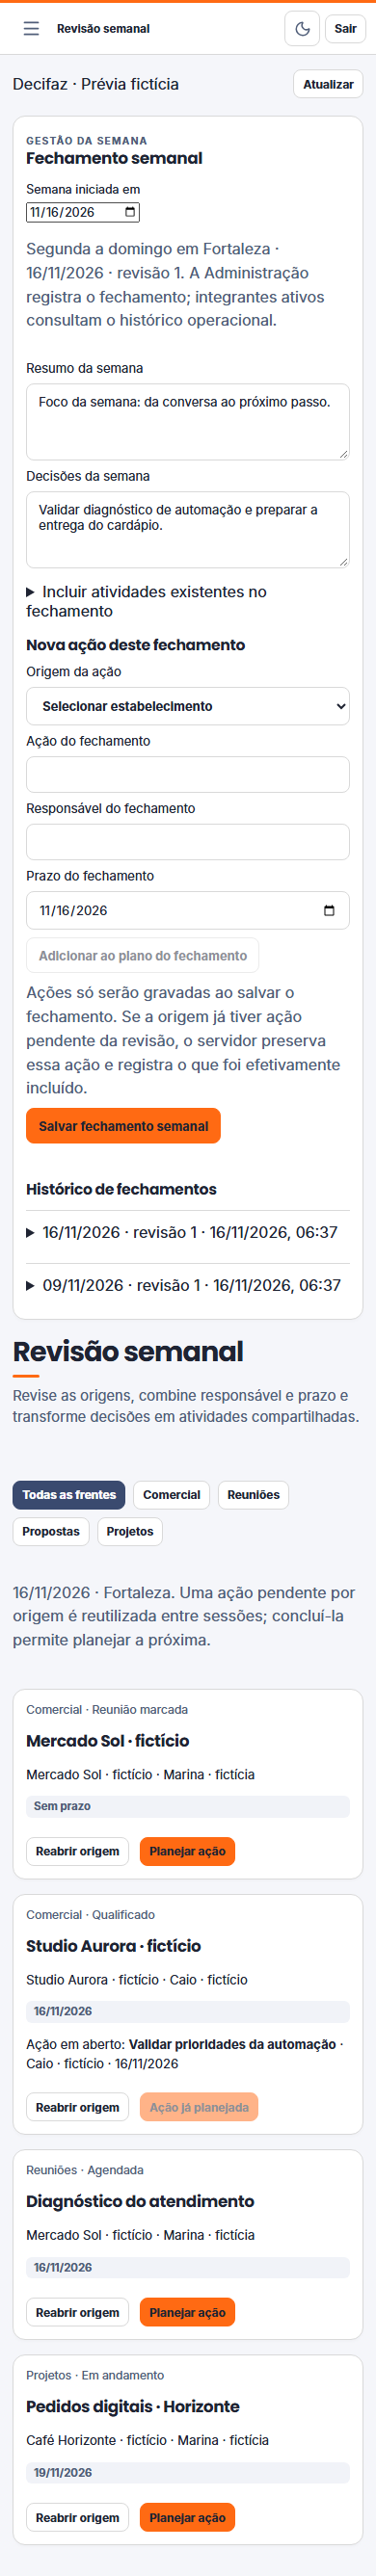 Revisão semanal
Sair
Decifaz · Prévia fictícia
Atualizar
GESTÃO DA SEMANA
Fechamento semanal
Semana iniciada em
11/16/2026
Segunda a domingo em Fortaleza ·
16/11/2026 · revisão 1. A Administração
registra o fechamento; integrantes ativos
consultam o histórico operacional.
Resumo da semana
Foco da semana: da conversa ao próximo passo.
Decisões da semana
Validar diagnóstico de automação e preparar a
entrega do cardápio.
Incluir atividades existentes no
fechamento
Nova ação deste fechamento
Origem da ação
Selecionar estabelecimento
Ação do fechamento
Responsável do fechamento
Prazo do fechamento
11/16/2026
Adicionar ao plano do fechamento
Ações só serão gravadas ao salvar o
fechamento. Se a origem já tiver ação
pendente da revisão, o servidor preserva
essa ação e registra o que foi efetivamente
incluído.
Salvar fechamento semanal
Histórico de fechamentos
16/11/2026 · revisão 1 · 16/11/2026, 06:37
09/11/2026 · revisão 1 · 16/11/2026, 06:37
Revisão semanal
Revise as origens, combine responsável e prazo e
transforme decisões em atividades compartilhadas.
Todas as frentes
Comercial
Reuniões
Propostas
Projetos
16/11/2026 · Fortaleza. Uma ação pendente por
origem é reutilizada entre sessões; concluí-la
permite planejar a próxima.
Comercial · Reunião marcada
Mercado Sol · fictício
Mercado Sol · fictício · Marina · fictícia
Sem prazo
Reabrir origem
Planejar ação
Comercial · Qualificado
Studio Aurora · fictício
Studio Aurora · fictício · Caio · fictício
16/11/2026
Ação em aberto: Validar prioridades da automação ·
Caio · fictício · 16/11/2026
Reabrir origem
Ação já planejada
Reuniões · Agendada
Diagnóstico do atendimento
Mercado Sol · fictício · Marina · fictícia
16/11/2026
Reabrir origem
Planejar ação
Projetos · Em andamento
Pedidos digitais · Horizonte
Café Horizonte · fictício · Marina · fictícia
19/11/2026
Reabrir origem
Planejar ação